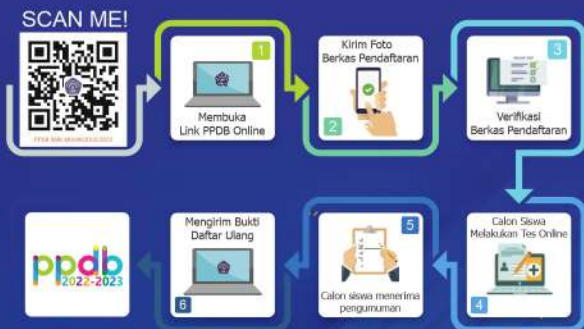 SCAN ME!
1
Membuka
Link PPDB Online
Kirim Foto
Berkas Pendaftaran
2
3
Verifikasi
Berkas Pendaftaran
Calon Siswa
Melakukan Tes Online
4
5
Calon siswa menerima
pengumuman
Mengirim Bukti
Daftar Ulang
6
ppdb
2022-2023